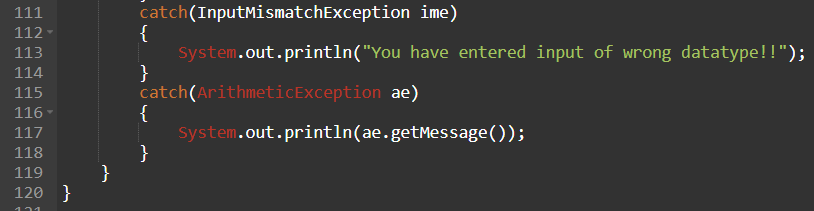 111 catch(InputMismatchException ime)
112 {
113 System.out.println("You have entered input of wrong datatype!!");
114 }
115 catch(ArithmeticException ae)
116 {
117 System.out.println(ae.getMessage());
118 }
119 }
120 }